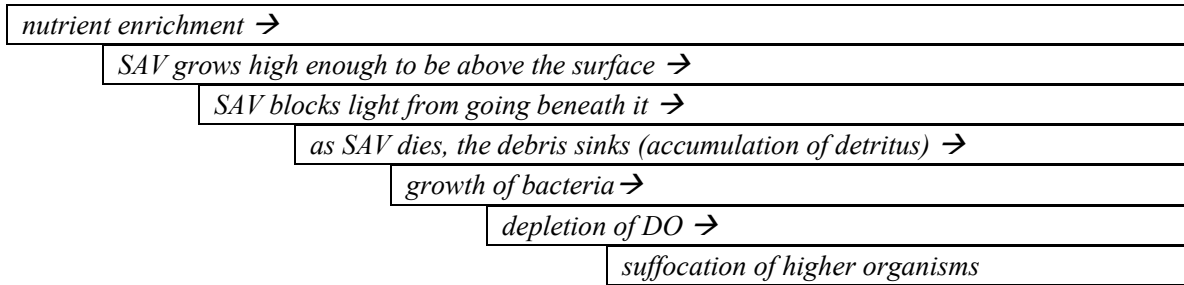 nutrient enrichment →
SAV grows high enough to be above the surface →
SAV blocks light from going beneath it →
as SAV dies, the debris sinks (accumulation of detritus) →
growth of bacteria→
depletion of DO →
suffocation of higher organisms